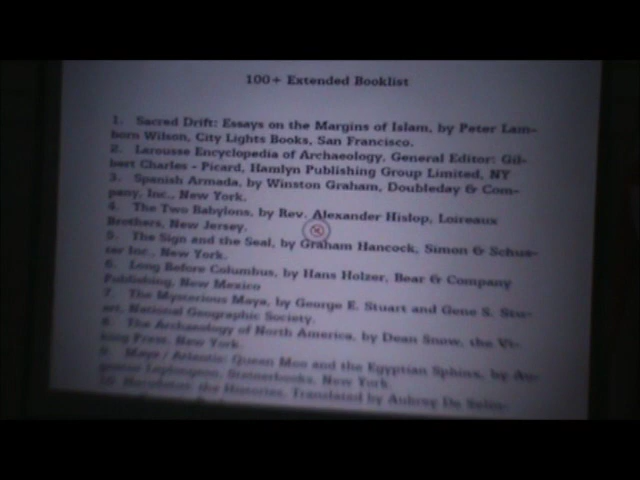 100+ Extended Booklist
1. Sacred Drift: Essays on the Margins of Islam, by Peter Lam-
born Wilson, City Lights Books, San Francisco.
2. Larousse Encyclopedia of Archaeology, General Editor: Gil-
bert Charles - Picard, Hamlyn Publishing Group Limited, NY
3. Spanish Armada, by Winston Graham, Doubleday & Com-
pany, Inc., New York.
4. The Two Babylons, by Rev. Alexander Hislop, Loireaux
Brothers, New Jersey.
5. The Sign and the Seal, by Graham Hancock, Simon & Schus-
ter Inc., New York.
6. Long Before Columbus, by Hans Holzer, Bear & Company
Publishing, New Mexico
7. The Mysterious Maya, by George E. Stuart and Gene S. Stu-
art, National Geographic Society.
8. The Archaeology of North America, by Dean Snow, the Vi-
king Press, New York.
9. Maya / Atlantis: Queen Moo and the Egyptian Sphinx, by Au-
gustus Leplongeon, Steinerbooks, New York.
10. Herodotus: the Histories, Translated by Aubrey De Selin-